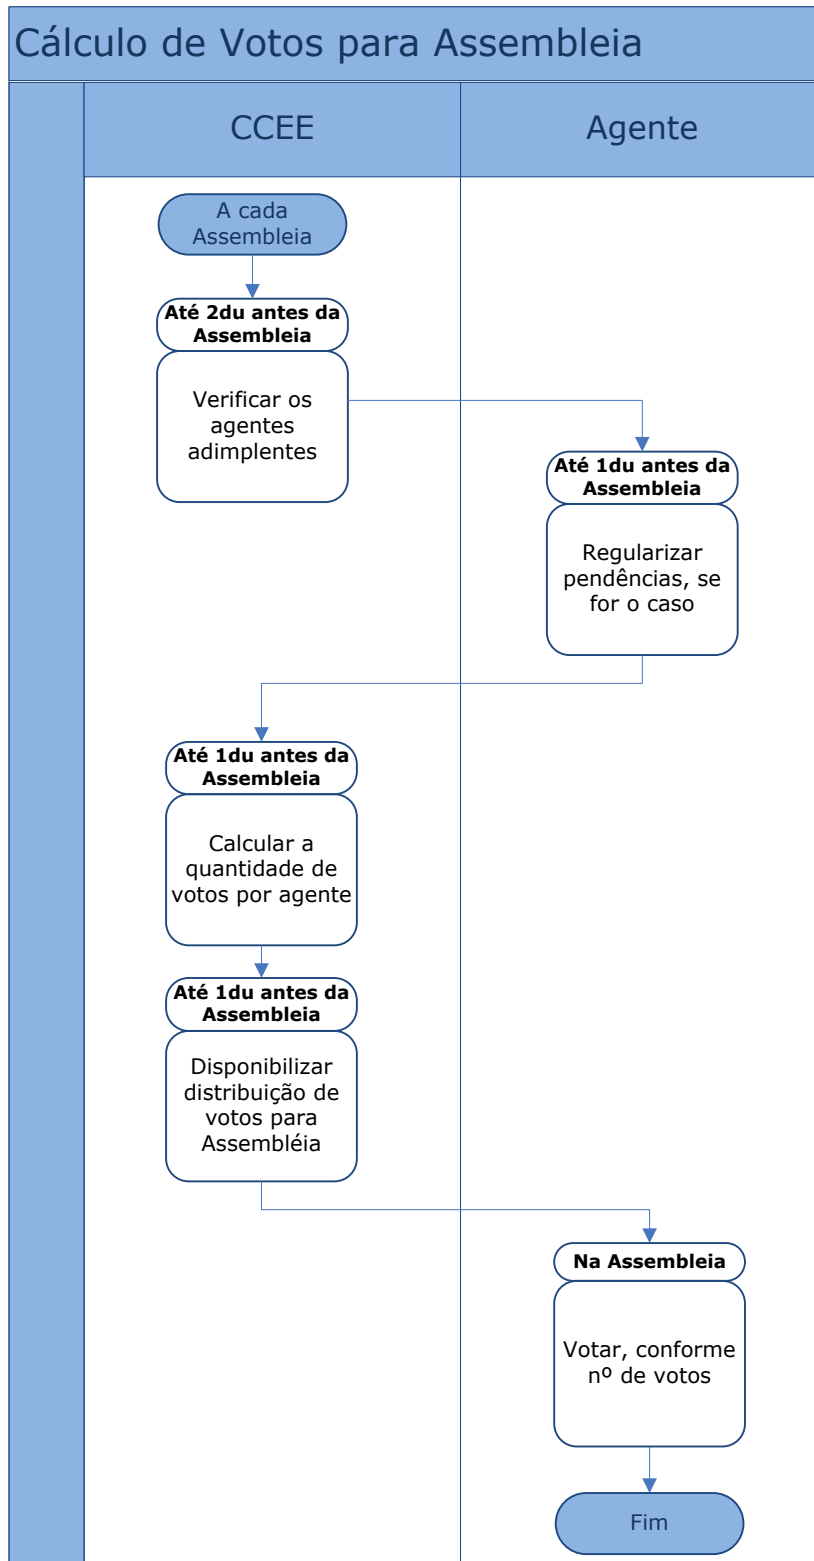 Cálculo de Votos para Assembleia
CCEE
Agente
A cada
Assembleia
Até 2du antes da
Assembleia
Verificar os
agentes
adimplentes
Até 1du antes da
Assembleia
Regularizar
pendências, se
for o caso
Até 1du antes da
Assembleia
Calcular a
quantidade de
votos por agente
Até 1du antes da
Assembleia
Disponibilizar
distribuição de
votos para
Assembléia
Na Assembleia
Votar, conforme
nº de votos
Fim